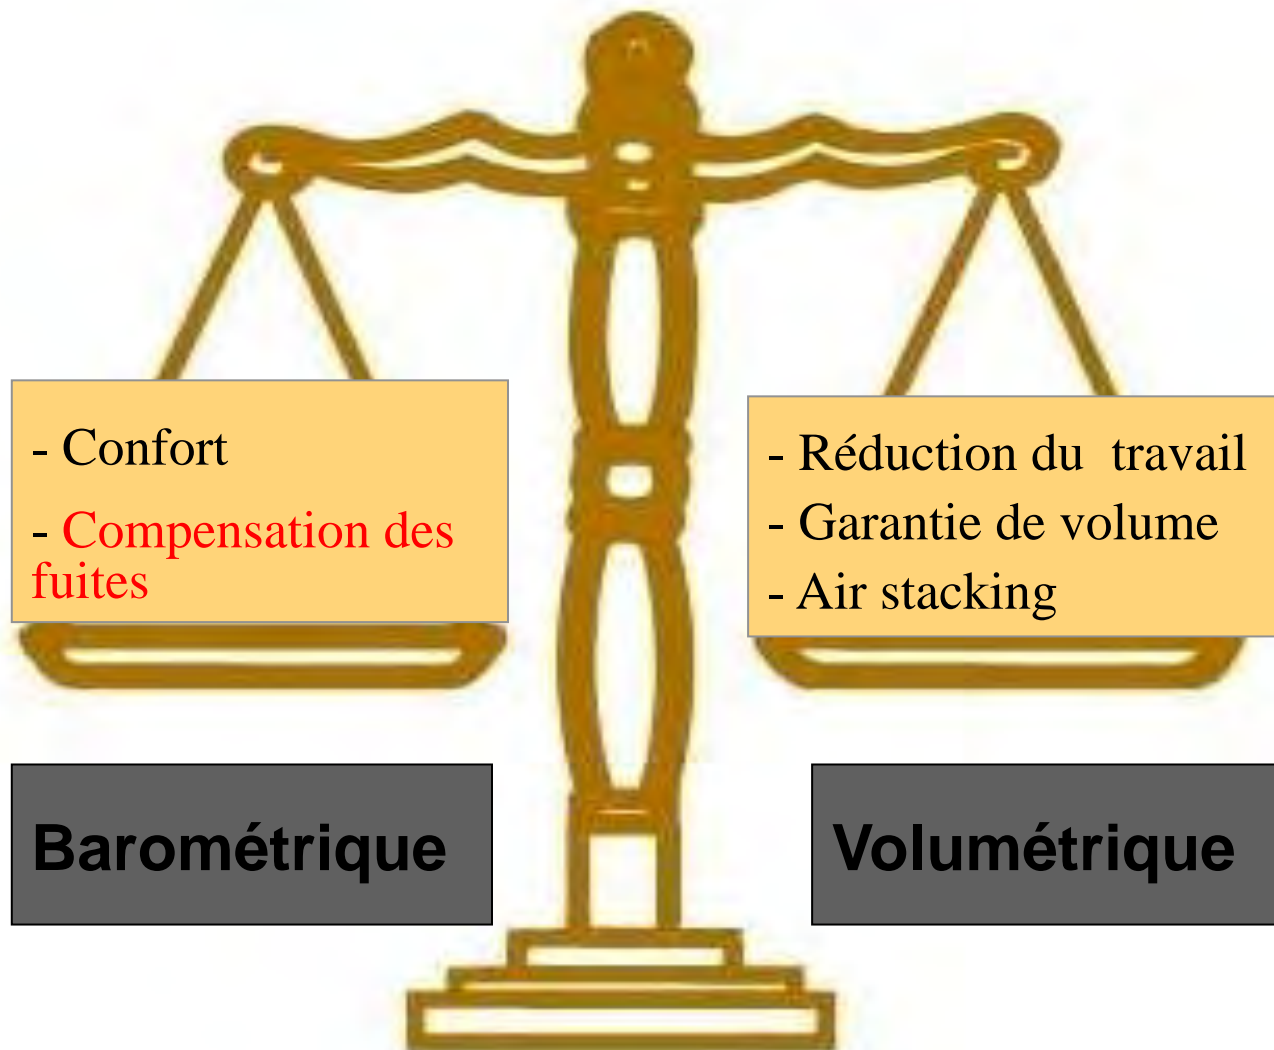 - Confort
- Compensation des
fuites
- Réduction du travail
- Garantie de volume
- Air stacking
Barométrique
Volumétrique